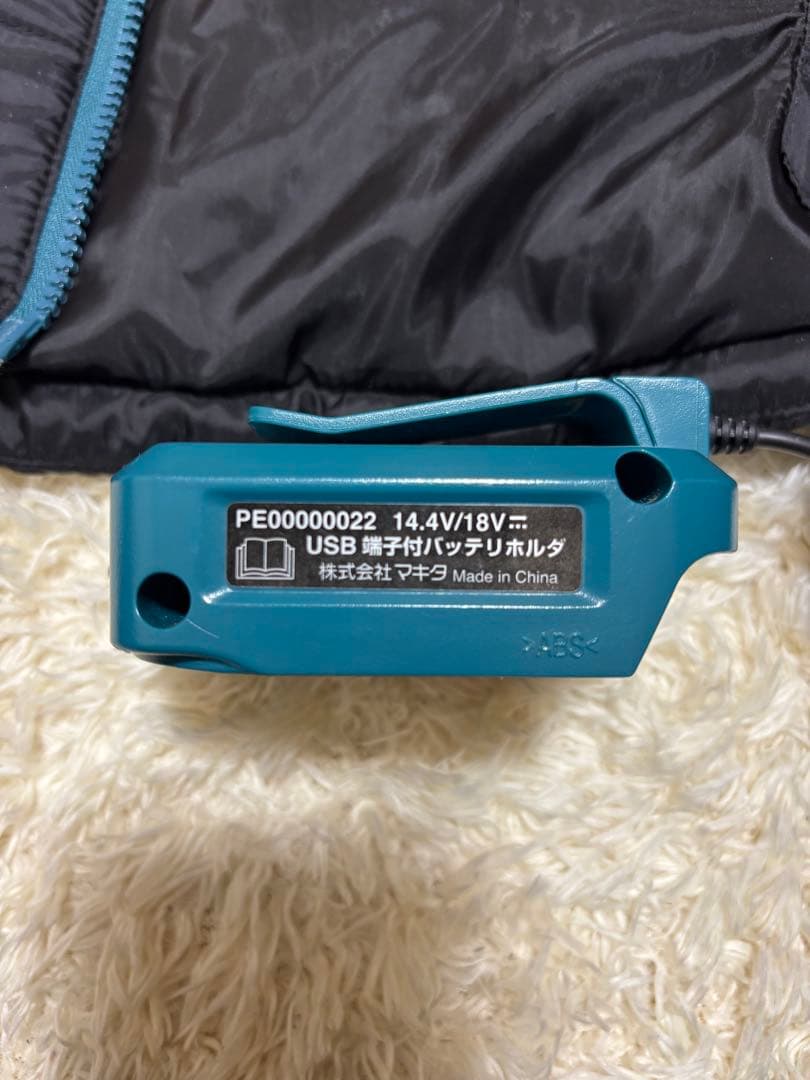 PE00000022 14.4V/18V⎓
USB 端子付バッテリホルダ
株式会社 マキタ Made in China
>ABS<